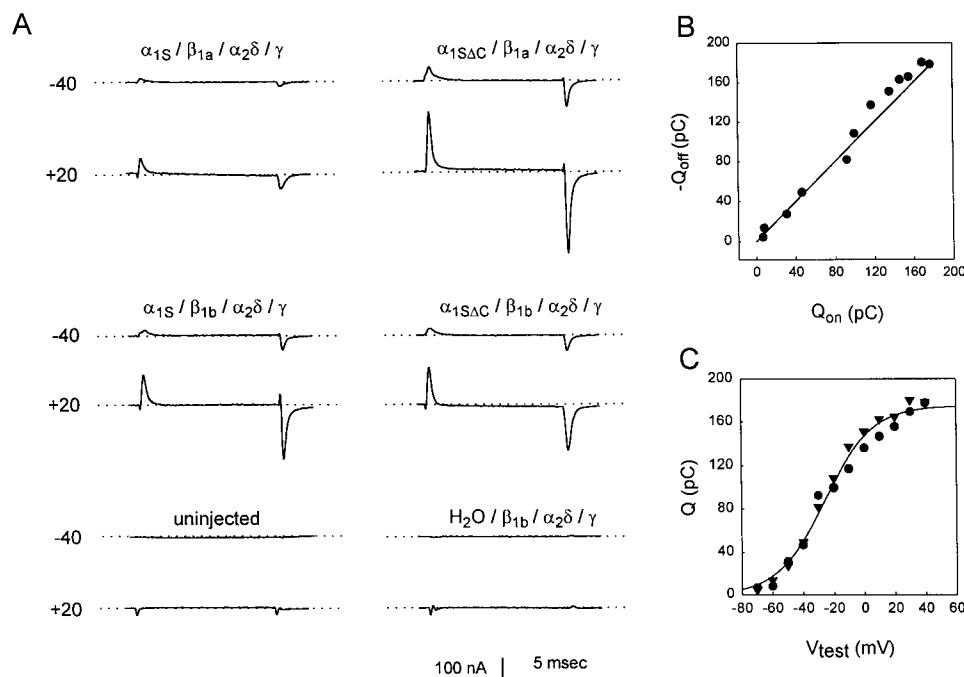 A
α1S / β1a / α2δ / γ
α1SΔC / β1a / α2δ / γ
-40
+20
α1S / β1b / α2δ / γ
α1SΔC / β1b / α2δ / γ
-40
+20
uninjected
H2O / β1b / α2δ / γ
-40
+20
100 nA
5 msec
B
-Qoff (pC)
200
160
120
80
40
0
0 40 80 120 160 200
Qon (pC)
C
Q (pC)
200
160
120
80
40
0
-80 -60 -40 -20 0 20 40 60
Vtest (mV)